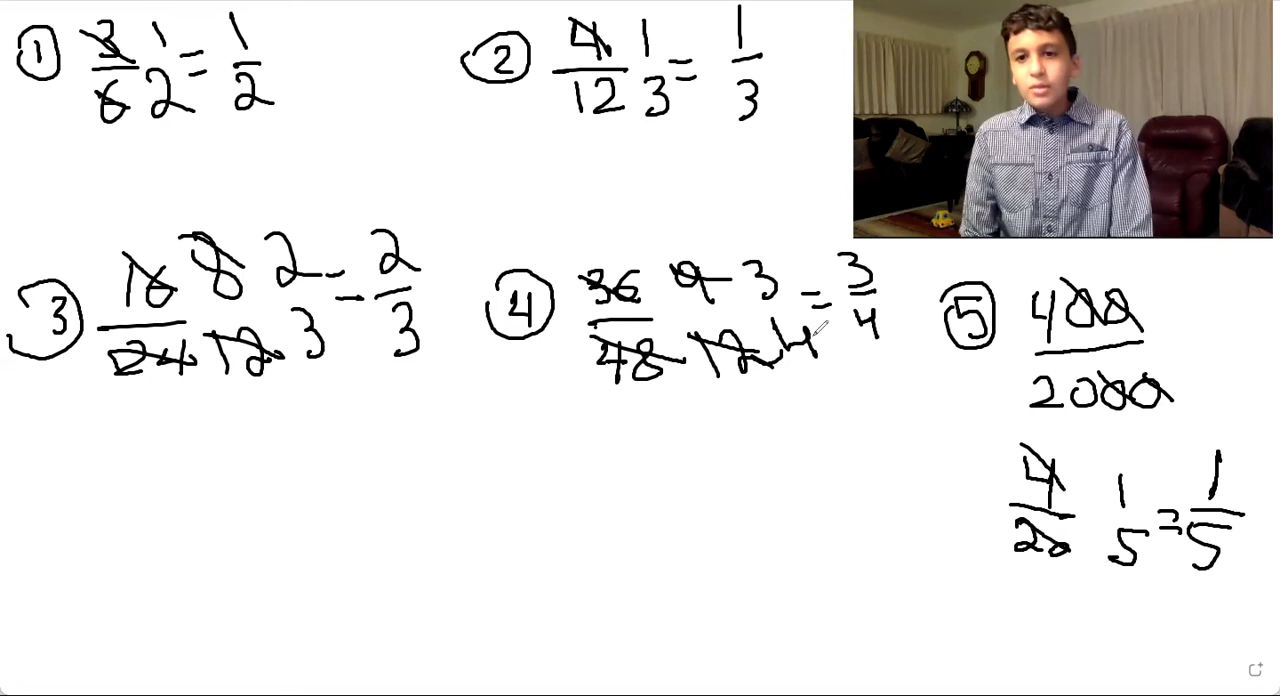 ① 3/6 1/2 = 1/2
② 4/12 1/3 = 1/3
③ 16/24 8/12 2/3 = 2/3
④ 36/48 9/12 3/4 = 3/4
⑤ 400/2000
4/20 1/5 = 1/5